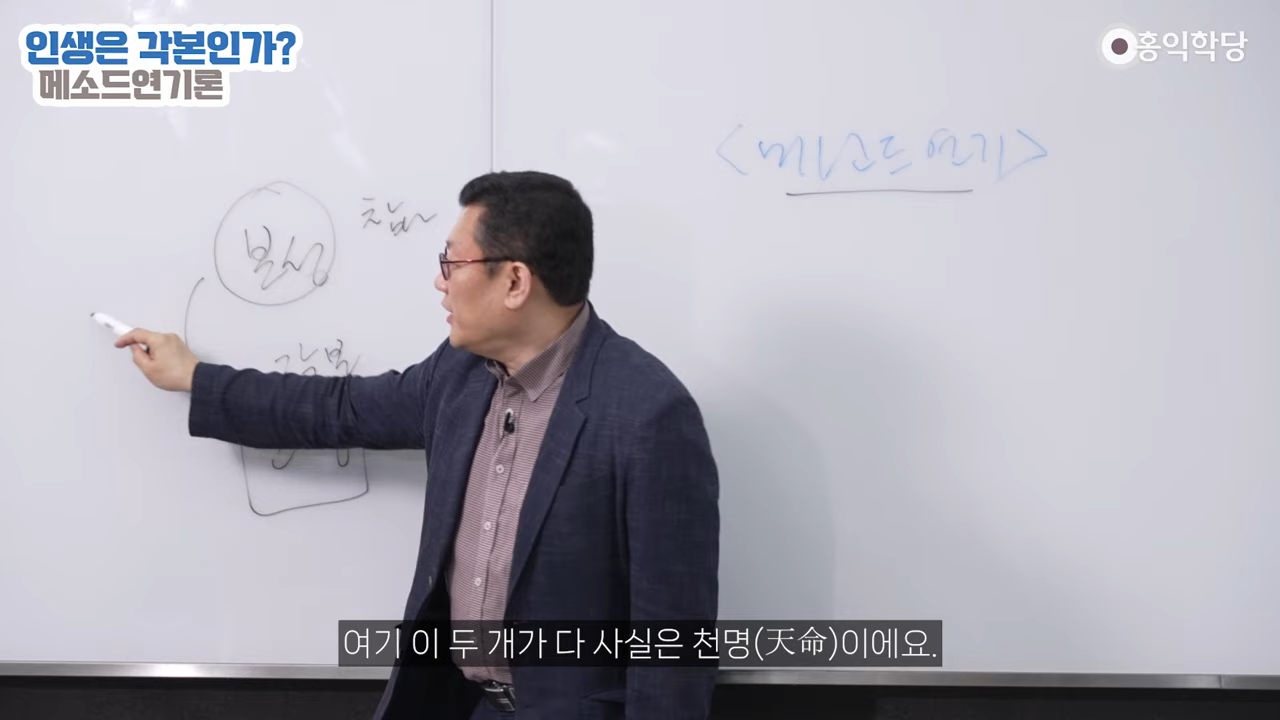 인생은 각본인가?
메소드연기론
홍익학당
<메소드 연기>
본성
각본
여기 이 두 개가 다 사실은 천명(天命)이에요.